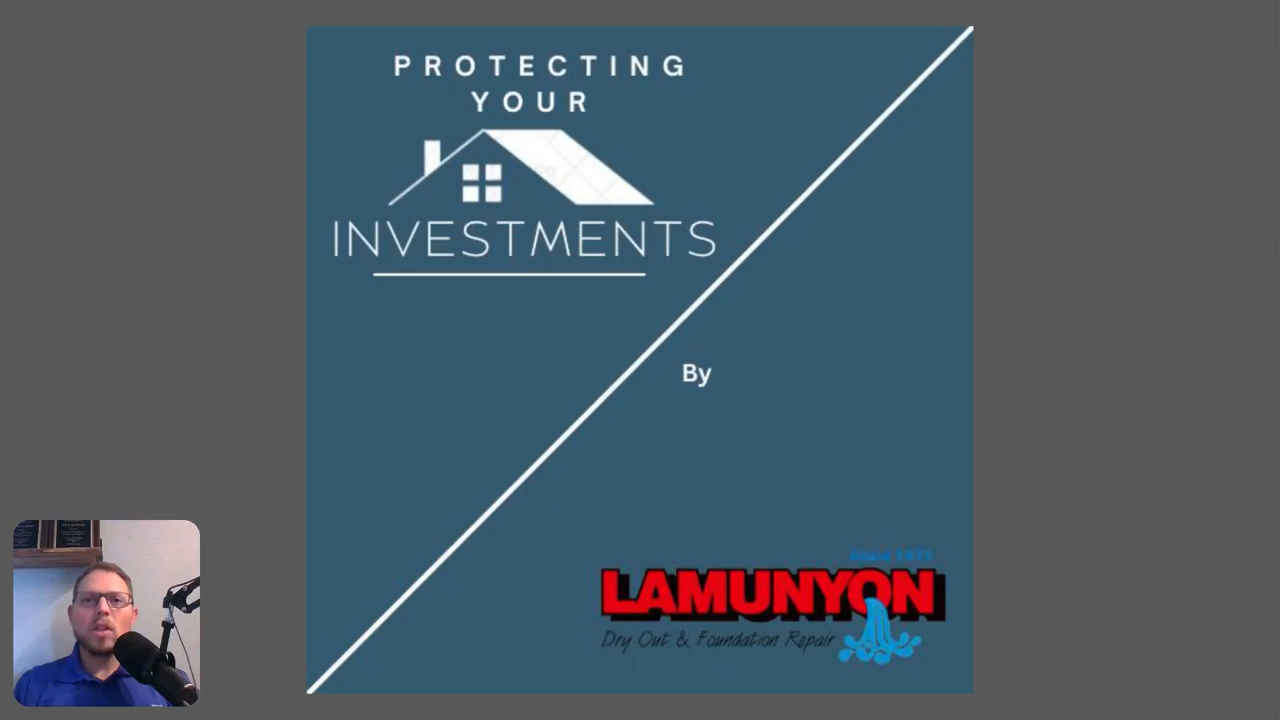 PROTECTING
YOUR
INVESTMENTS
By
LAMUNYON
Dry Out & Foundation Repair